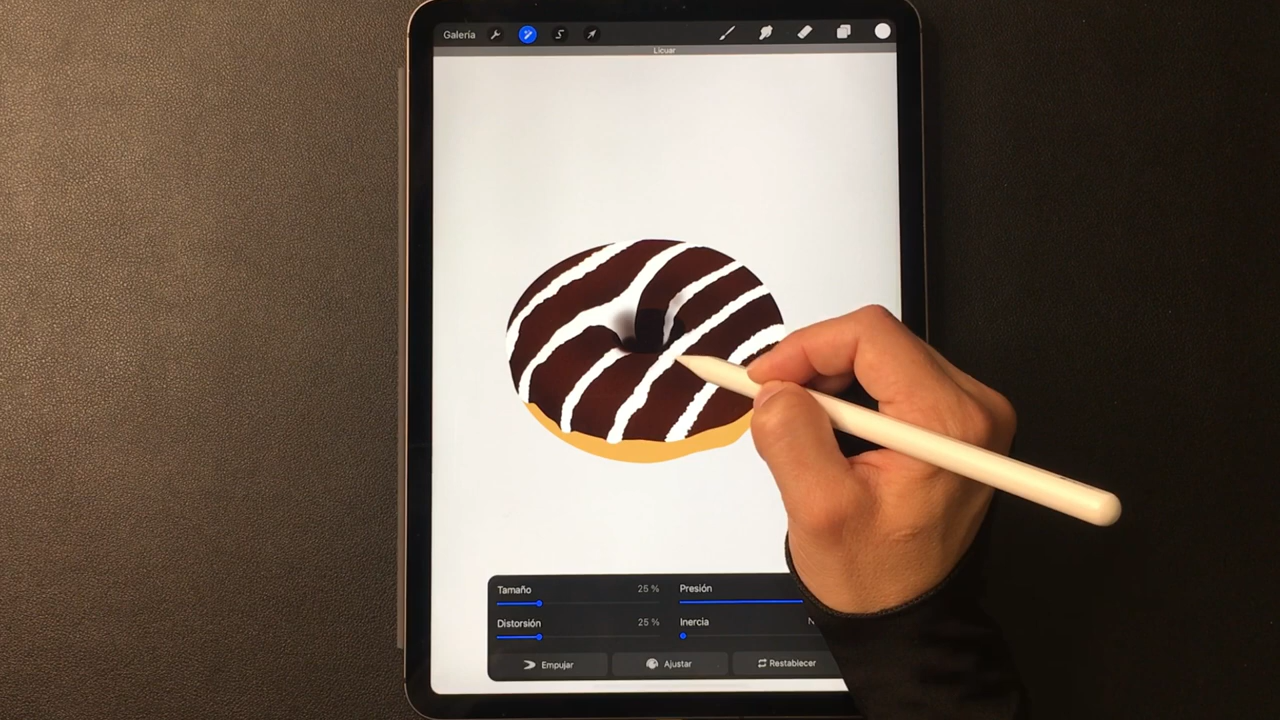 Galería
Licuar
Tamaño 25 % Presión
Distorsión 25 % Inercia N
Empujar Ajustar Restablecer